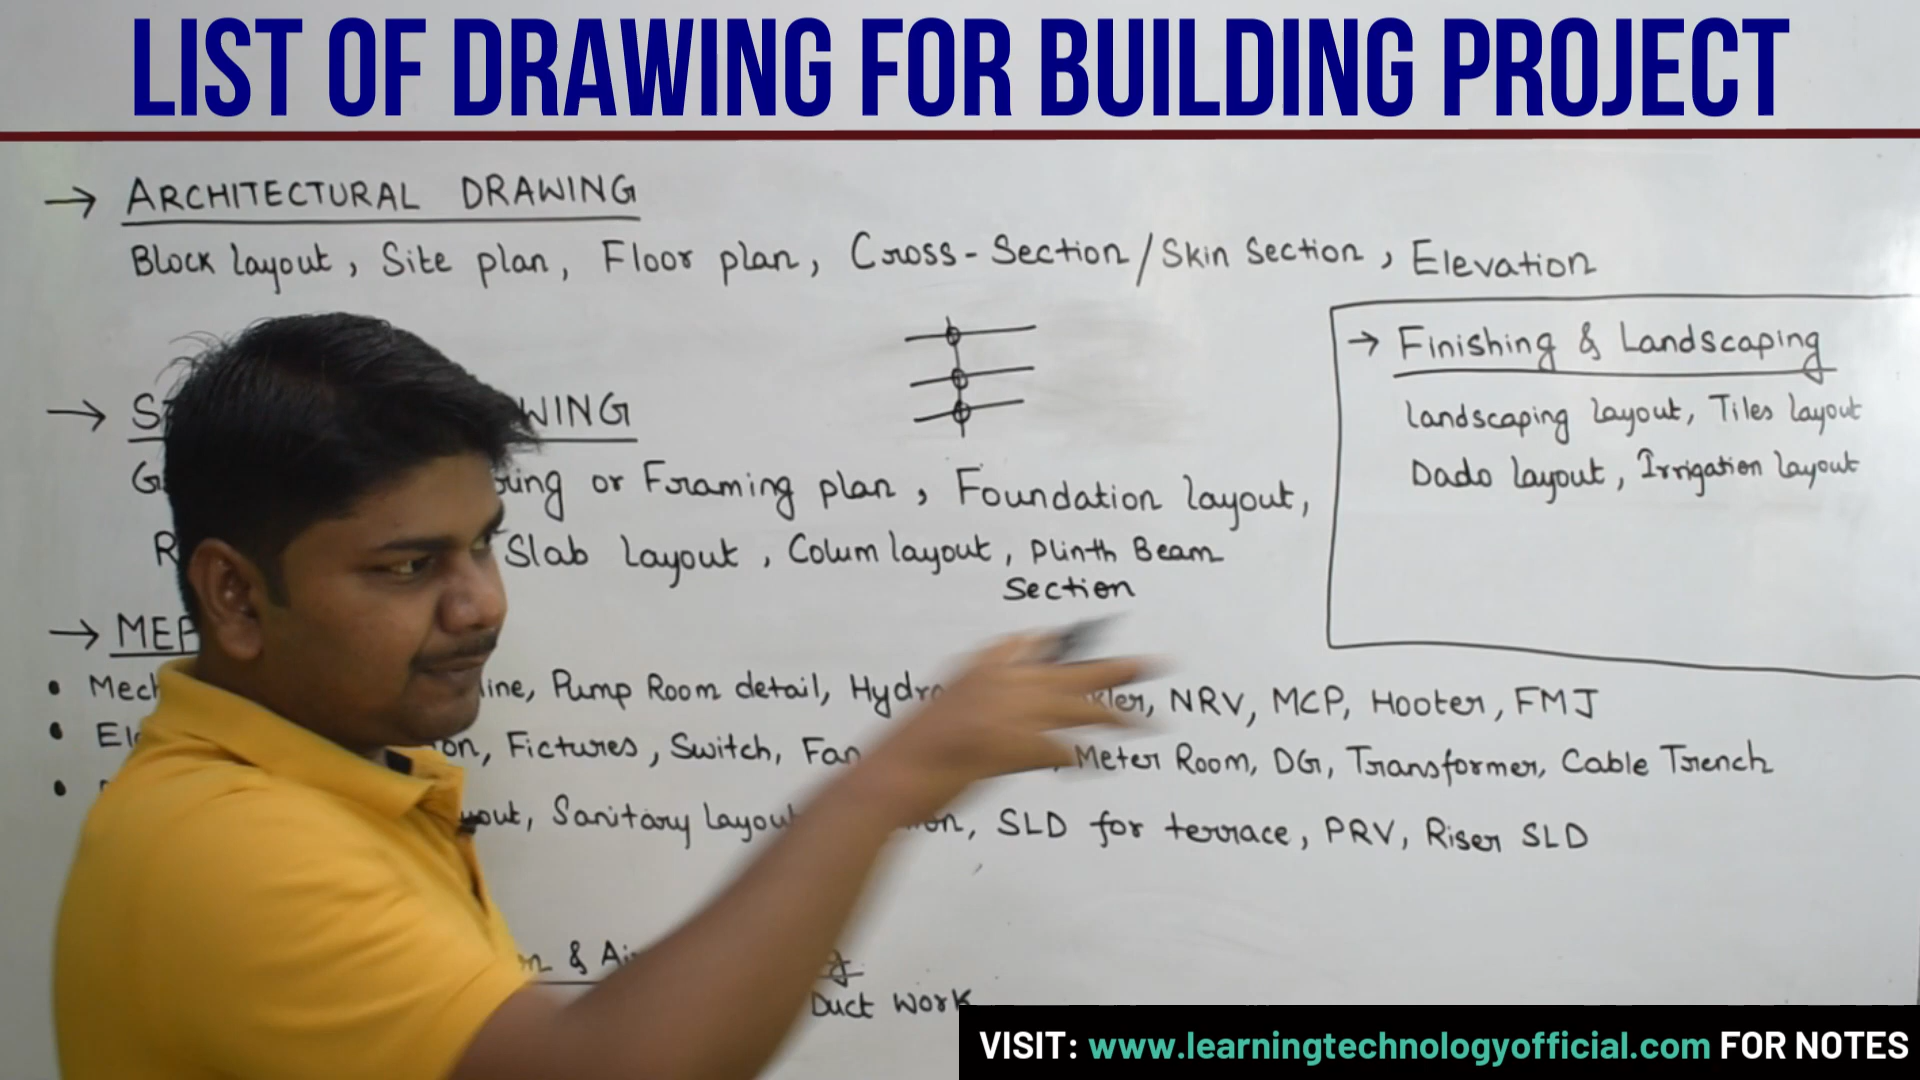 LIST OF DRAWING FOR BUILDING PROJECT
→ ARCHITECTURAL DRAWING
Block layout, Site plan, Floor plan, Cross-Section/Skin Section, Elevation
→ Finishing & Landscaping
landscaping layout, Tiles layout
Dado layout, Irrigation layout
→ WING
or Framing plan, Foundation layout,
Slab Layout, Colum layout, Plinth Beam
Section
→ MEP
• Mech ine, Pump Room detail, Hydro kler, NRV, MCP, Hooter, FMJ
• Ele on, Fictures, Switch, Fan Meter Room, DG, Transformer, Cable Trench
• out, Sanitary Layout on, SLD for terrace, PRV, Riser SLD
& Ai g
Duct Work
VISIT: www.learningtechnologyofficial.com FOR NOTES